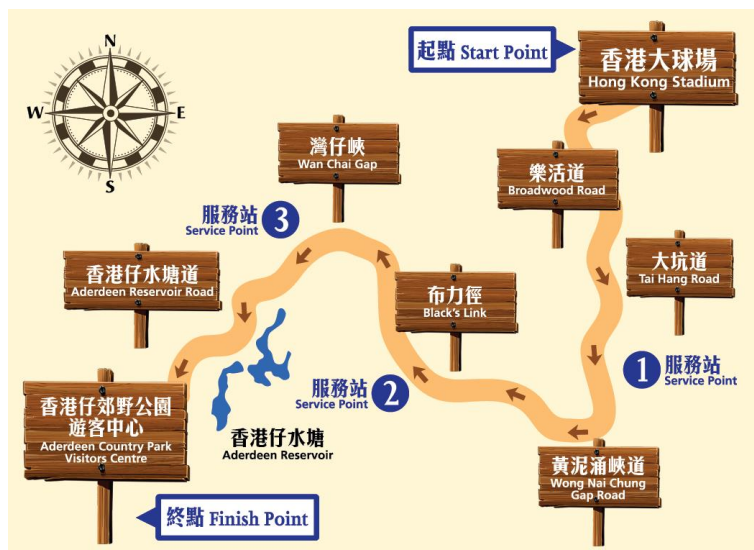 起點 Start Point
香港大球場
Hong Kong Stadium
N
W
E
S
灣仔峽
Wan Chai Gap
樂活道
Broadwood Road
服務站
Service Point
3
香港仔水塘道
Aderdeen Reservoir Road
布力徑
Black's Link
大坑道
Tai Hang Road
1
服務站
Service Point
服務站
Service Point
2
香港仔郊野公園
遊客中心
Aderdeen Country Park
Visitors Centre
香港仔水塘
Aderdeen Reservoir
黃泥涌峽道
Wong Nai Chung
Gap Road
終點 Finish Point